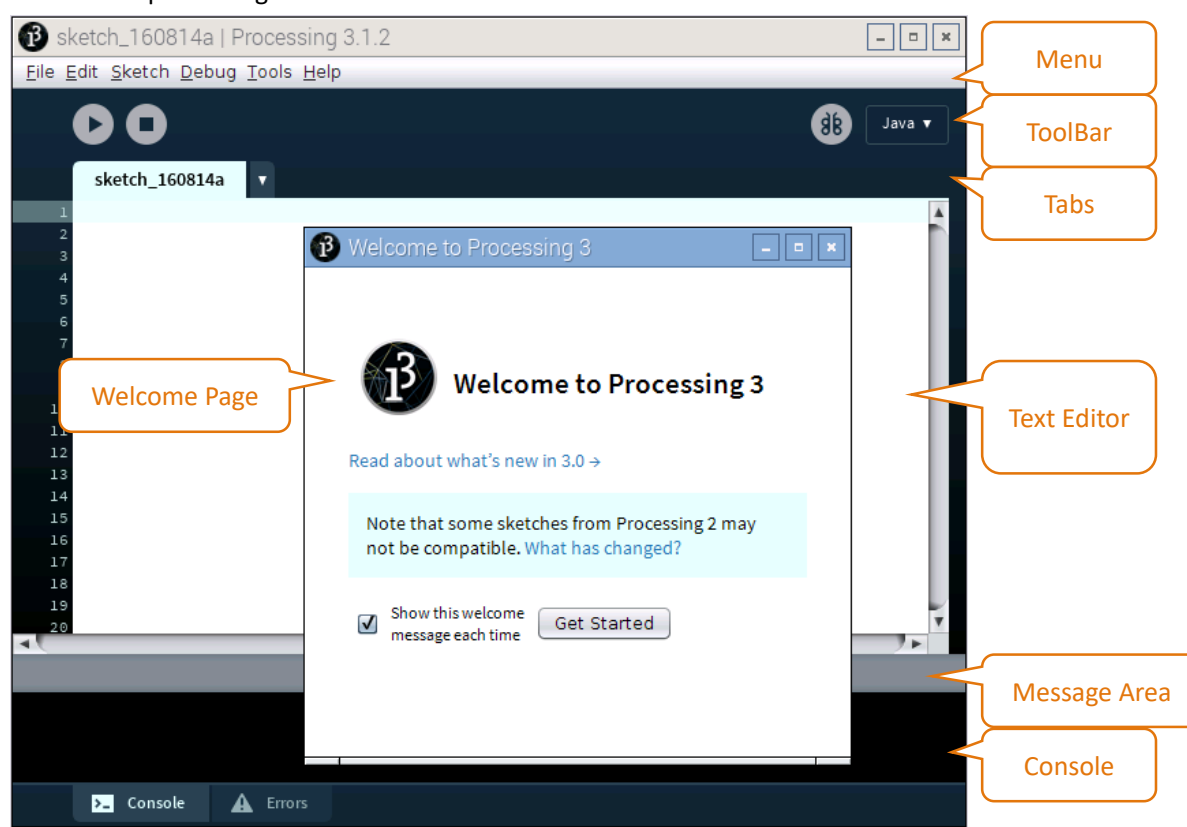 sketch_160814a | Processing 3.1.2
File Edit Sketch Debug Tools Help
Menu
Java ▼
ToolBar
sketch_160814a ▼
Tabs
1
2
3
4
5
6
7
11
12
13
14
15
16
17
18
19
20
Welcome to Processing 3
Welcome Page
Welcome to Processing 3
Text Editor
Read about what's new in 3.0 →
Note that some sketches from Processing 2 may
not be compatible. What has changed?
Show this welcome
message each time
Get Started
Message Area
Console
Console
Errors